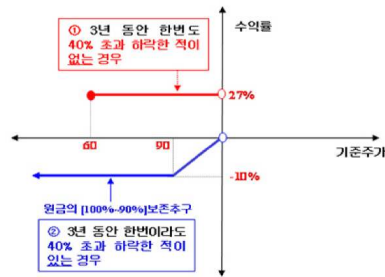 ① 3년 동안 한번도
40% 초과 하락한 적이
없는 경우
수익률
27%
60
90
기준주가
-10%
원금의 [100%~90%]보존추구
② 3년 동안 한번이라도
40% 초과 하락한 적이
있는 경우